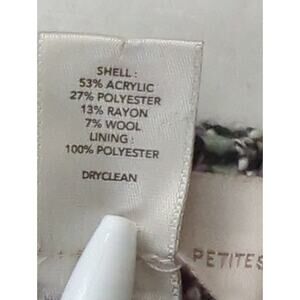 SHELL :
53% ACRYLIC
27% POLYESTER
13% RAYON
7% WOOL
LINING :
100% POLYESTER
DRYCLEAN
PETITES